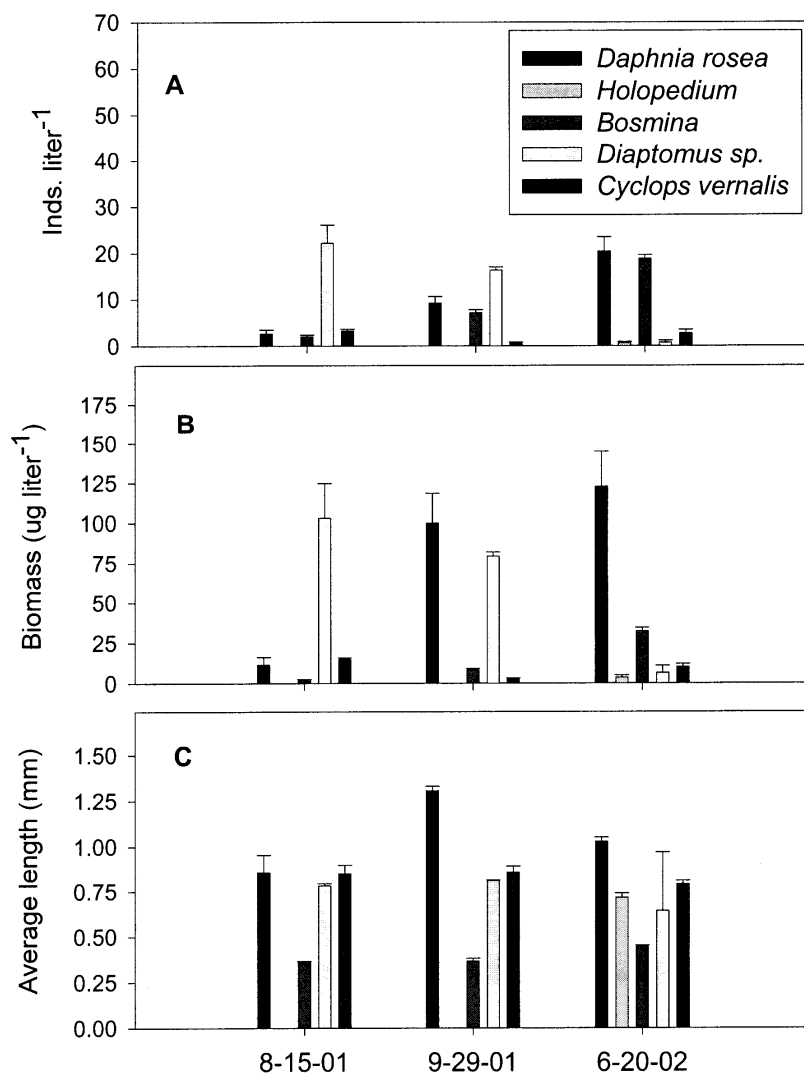 70
60
50
40
30
20
10
0
Inds. liter⁻¹
A
Daphnia rosea
Holopedium
Bosmina
Diaptomus sp.
Cyclops vernalis
175
150
125
100
75
50
25
0
Biomass (ug liter⁻¹)
B
1.50
1.25
1.00
0.75
0.50
0.25
0.00
Average length (mm)
C
8-15-01 9-29-01 6-20-02